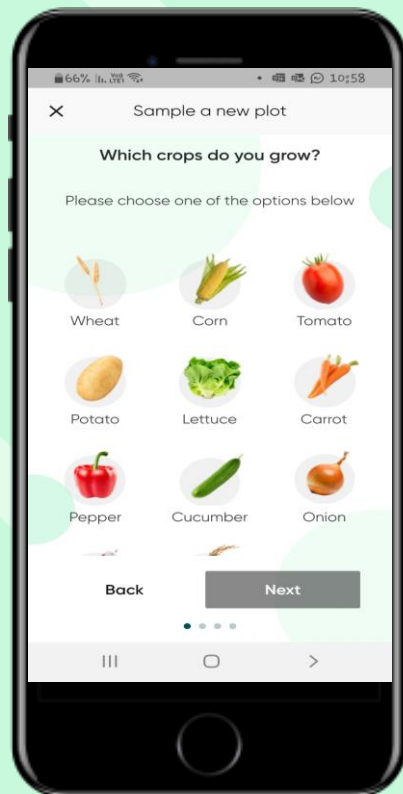 66% 10:58
Sample a new plot
Which crops do you grow?
Please choose one of the options below
Wheat Corn Tomato
Potato Lettuce Carrot
Pepper Cucumber Onion
Back Next